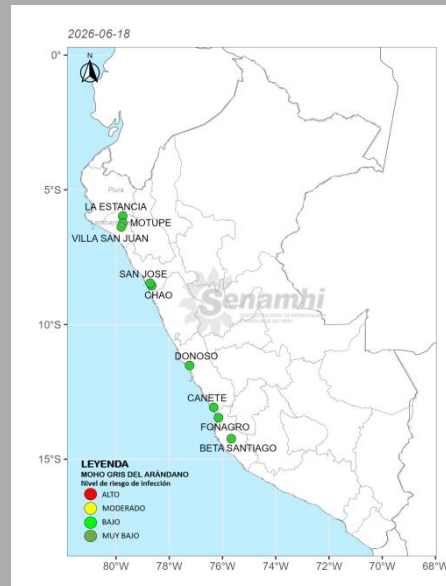 2026-06-18
N
0°
5°S
Piura
LA ESTANCIA
MOTUPE
VILLA SAN JUAN
SAN JOSE
CHAO
Senamhi
10°S
DONOSO
CANETE
FONAGRO
BETA SANTIAGO
15°S
LEYENDA
MOHO GRIS DEL ARÁNDANO
Nivel de riesgo de infección
ALTO
MODERADO
BAJO
MUY BAJO
80°W 78°W 76°W 74°W 72°W 70°W 68°W